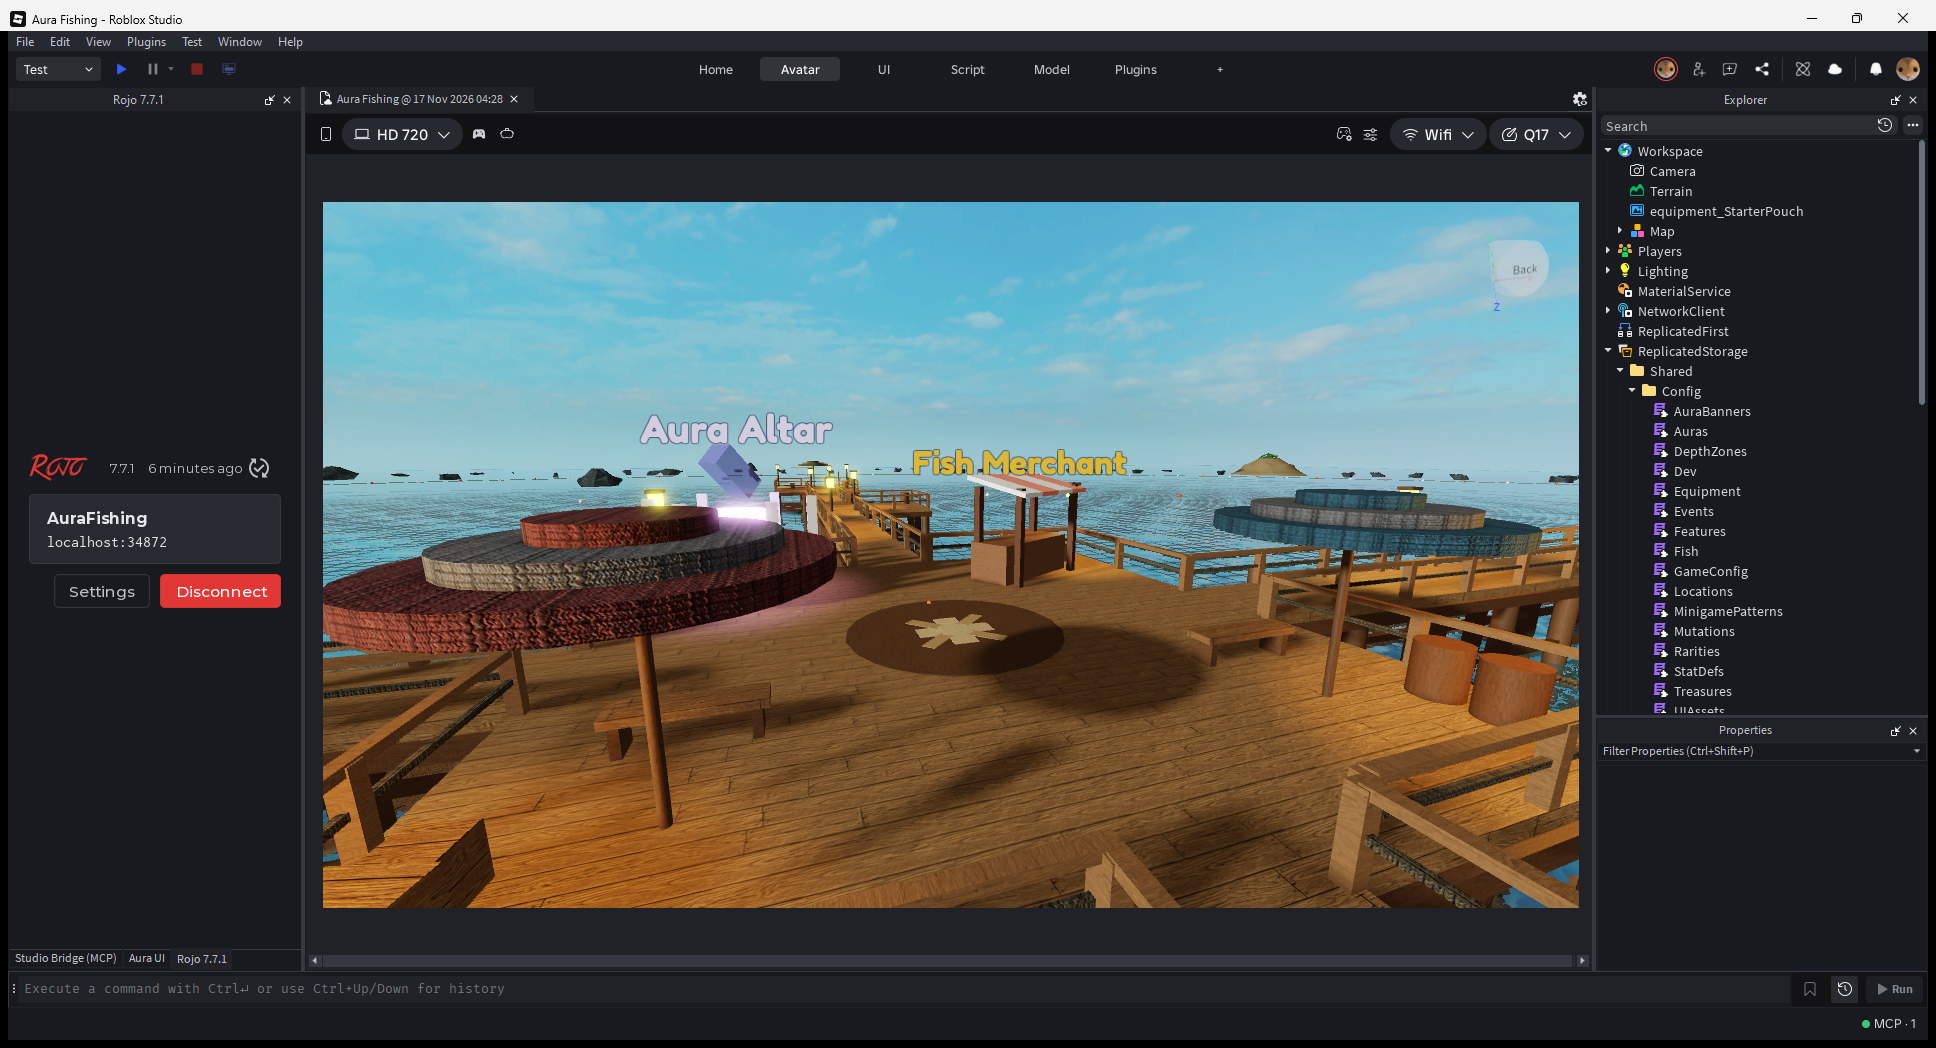 Aura Fishing - Roblox Studio
File Edit View Plugins Test Window Help
Test
Home Avatar UI Script Model Plugins +
Rojo 7.7.1
Aura Fishing @ 17 Nov 2026 04:28
HD 720
Wifi
Q17
Back
Z
Aura Altar
Fish Merchant
ROJO 7.7.1 6 minutes ago
AuraFishing
localhost:34872
Settings
Disconnect
Studio Bridge (MCP) Aura UI Rojo 7.7.1
Explorer
Search
Workspace
Camera
Terrain
equipment_StarterPouch
Map
Players
Lighting
MaterialService
NetworkClient
ReplicatedFirst
ReplicatedStorage
Shared
Config
AuraBanners
Auras
DepthZones
Dev
Equipment
Events
Features
Fish
GameConfig
Locations
MinigamePatterns
Mutations
Rarities
StatDefs
Treasures
UIAssets
Properties
Filter Properties (Ctrl+Shift+P)
Execute a command with Ctrl↵ or use Ctrl+Up/Down for history
Run
MCP · 1